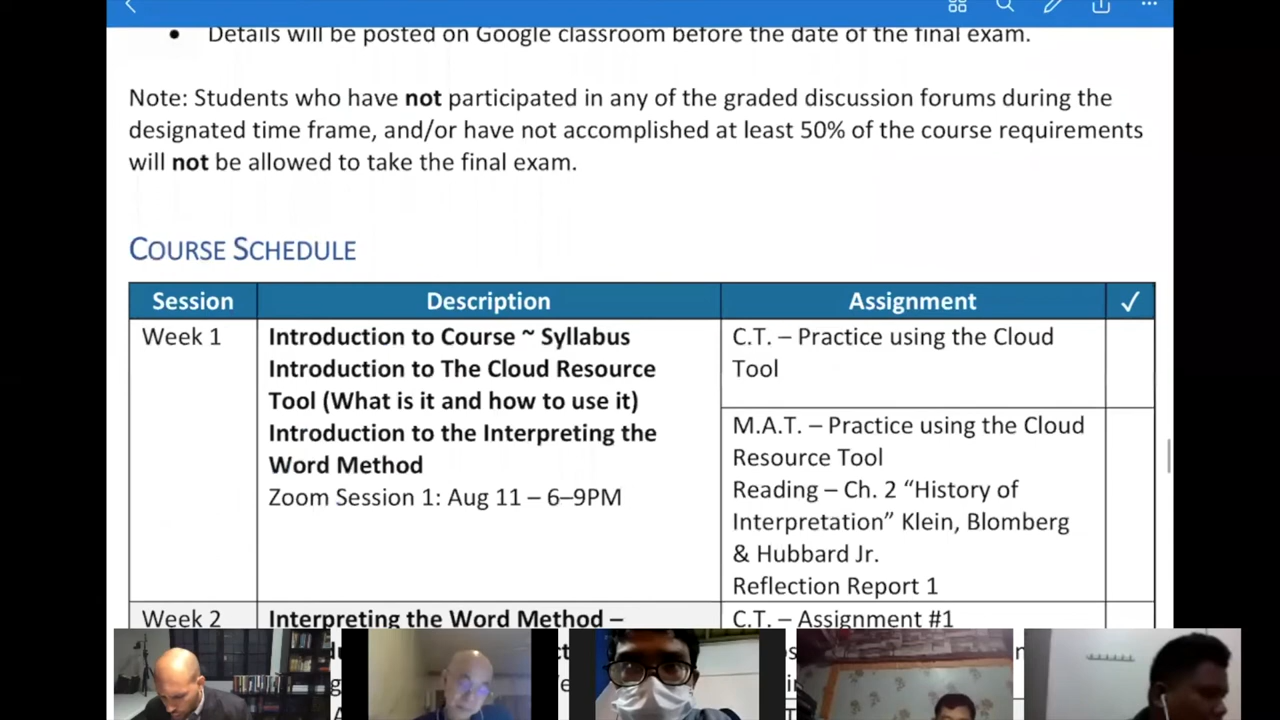 Details will be posted on Google classroom before the date of the final exam.
Note: Students who have not participated in any of the graded discussion forums during the
designated time frame, and/or have not accomplished at least 50% of the course requirements
will not be allowed to take the final exam.
COURSE SCHEDULE
Session Description Assignment ✓
Week 1
Introduction to Course ~ Syllabus
Introduction to The Cloud Resource
Tool (What is it and how to use it)
Introduction to the Interpreting the
Word Method
Zoom Session 1: Aug 11 – 6–9PM
C.T. – Practice using the Cloud
Tool
M.A.T. – Practice using the Cloud
Resource Tool
Reading – Ch. 2 “History of
Interpretation” Klein, Blomberg
& Hubbard Jr.
Reflection Report 1
Week 2
Interpreting the Word Method –
C.T. – Assignment #1